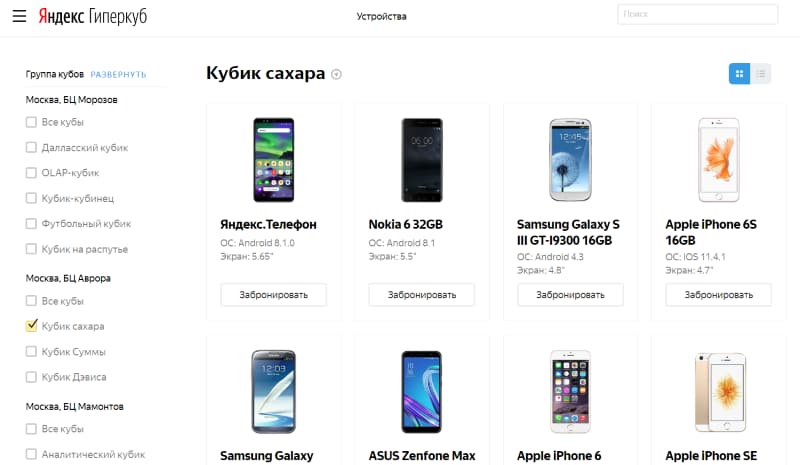 Яндекс Гиперкуб
Устройства
Поиск
Группа кубов РАЗВЕРНУТЬ
Москва, БЦ Морозов
Все кубы
Далласский кубик
OLAP-кубик
Кубик-кубинец
Футбольный кубик
Кубик на распутье
Москва, БЦ Аврора
Все кубы
Кубик сахара
Кубик Суммы
Кубик Дэвиса
Москва, БЦ Мамонтов
Все кубы
Аналитический кубик
Кубик сахара
Яндекс.Телефон
ОС: Android 8.1.0
Экран: 5.65"
Забронировать
Nokia 6 32GB
ОС: Android 8.1
Экран: 5.5"
Забронировать
Samsung Galaxy S
III GT-I9300 16GB
ОС: Android 4.3
Экран: 4.8"
Забронировать
Apple iPhone 6S
16GB
ОС: iOS 11.4.1
Экран: 4.7"
Забронировать
Samsung Galaxy
ASUS Zenfone Max
Apple iPhone 6
Apple iPhone SE